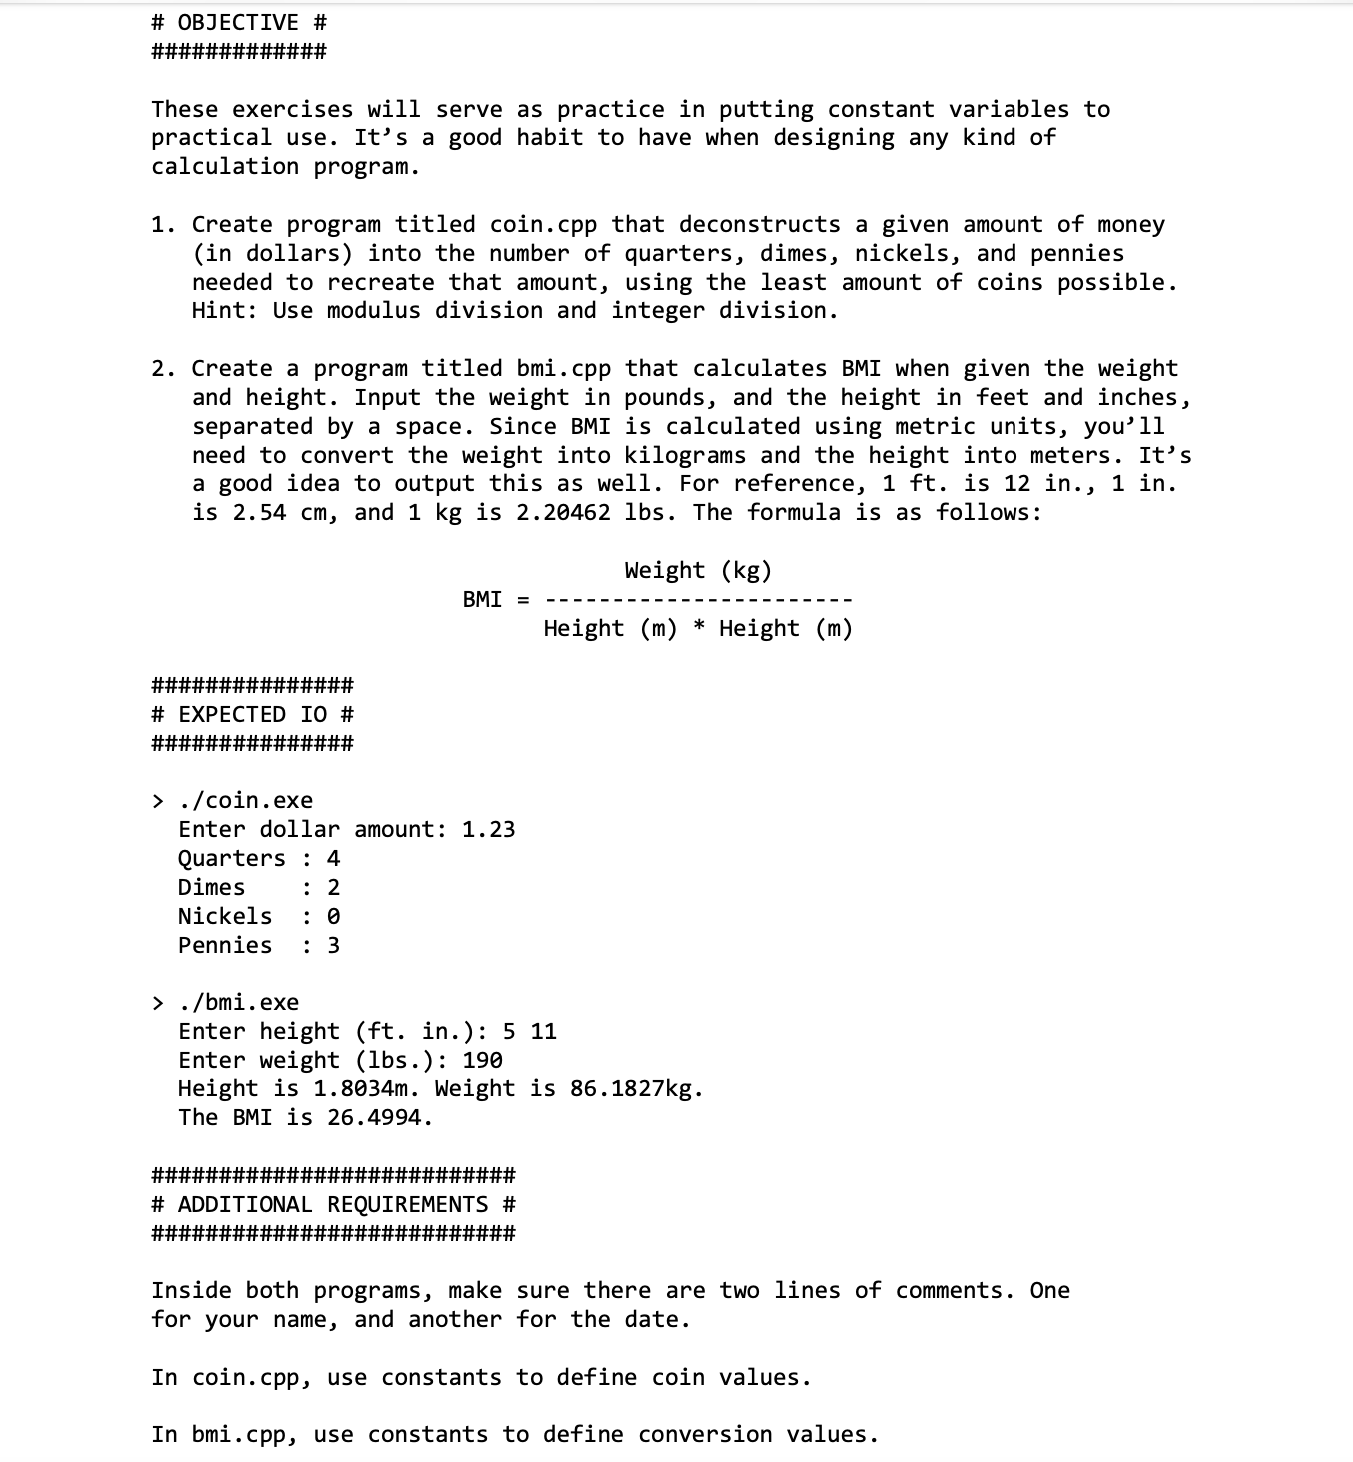 # OBJECTIVE #
#############
These exercises will serve as practice in putting constant variables to
practical use. It’s a good habit to have when designing any kind of
calculation program.
1. Create program titled coin.cpp that deconstructs a given amount of money
(in dollars) into the number of quarters, dimes, nickels, and pennies
needed to recreate that amount, using the least amount of coins possible.
Hint: Use modulus division and integer division.
2. Create a program titled bmi.cpp that calculates BMI when given the weight
and height. Input the weight in pounds, and the height in feet and inches,
separated by a space. Since BMI is calculated using metric units, you’ll
need to convert the weight into kilograms and the height into meters. It’s
a good idea to output this as well. For reference, 1 ft. is 12 in., 1 in.
is 2.54 cm, and 1 kg is 2.20462 lbs. The formula is as follows:
Weight (kg)
BMI = -----------------------
Height (m) * Height (m)
###############
# EXPECTED IO #
###############
> ./coin.exe
Enter dollar amount: 1.23
Quarters : 4
Dimes    : 2
Nickels  : 0
Pennies  : 3
> ./bmi.exe
Enter height (ft. in.): 5 11
Enter weight (lbs.): 190
Height is 1.8034m. Weight is 86.1827kg.
The BMI is 26.4994.
###########################
# ADDITIONAL REQUIREMENTS #
###########################
Inside both programs, make sure there are two lines of comments. One
for your name, and another for the date.
In coin.cpp, use constants to define coin values.
In bmi.cpp, use constants to define conversion values.